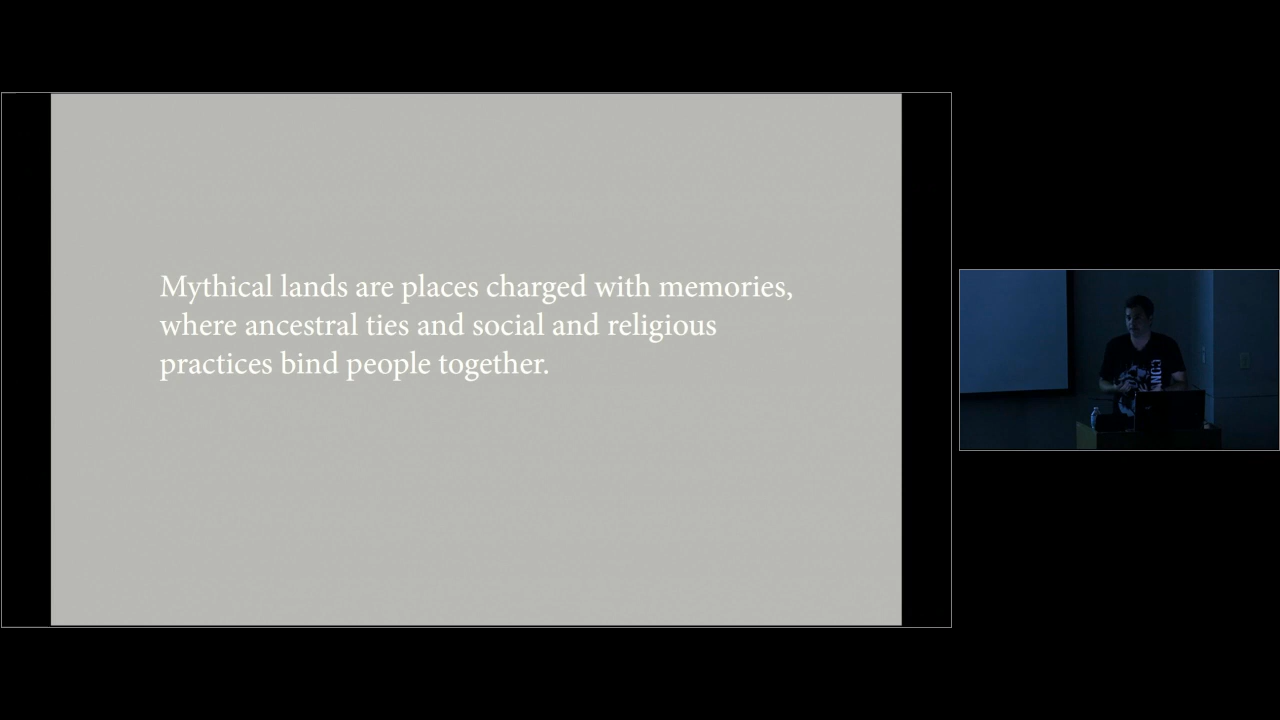 Mythical lands are places charged with memories,
where ancestral ties and social and religious
practices bind people together.